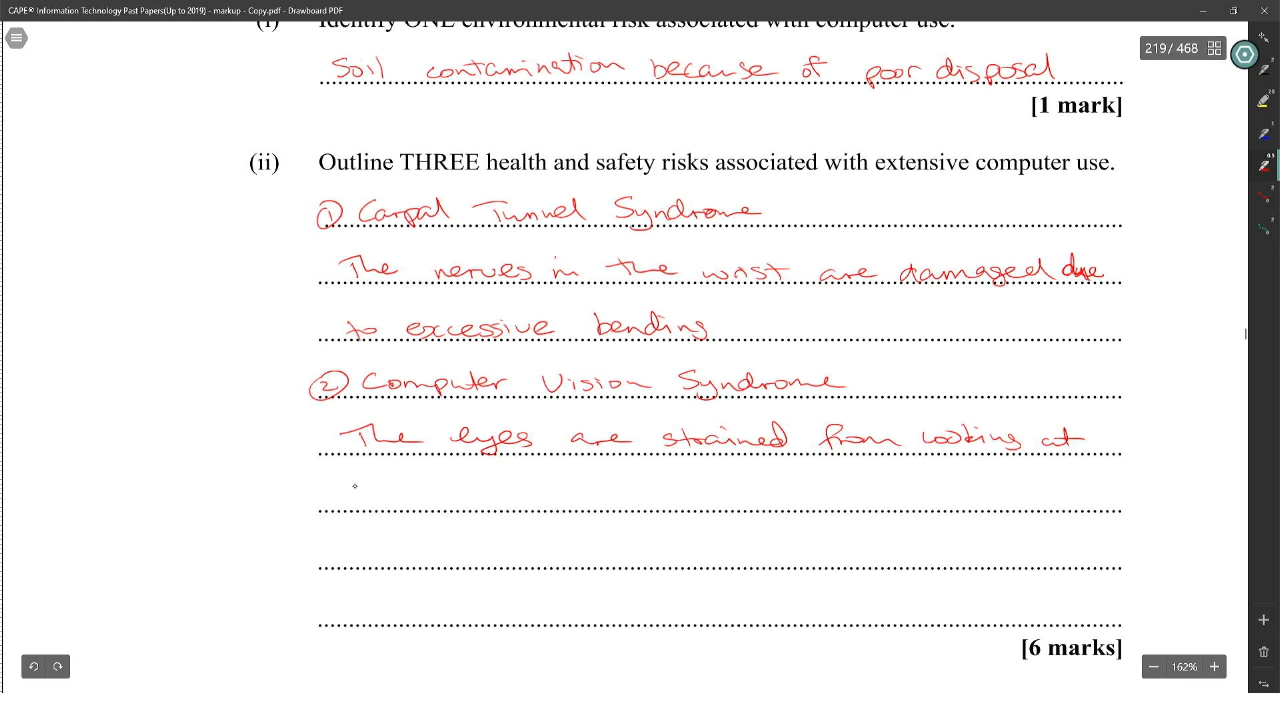 CAPE® Information Technology Past Papers(Up to 2019) - markup - Copy.pdf - Drawboard PDF
(i) Identify ONE environmental risk associated with computer use.
219 / 468
Soil contamination because of poor disposal
[1 mark]
(ii) Outline THREE health and safety risks associated with extensive computer use.
① Carpal Tunnel Syndrome
The nerves in the wrist are damaged due
to excessive bending
② Computer Vision Syndrome
The eyes are strained from looking at
[6 marks]
162%